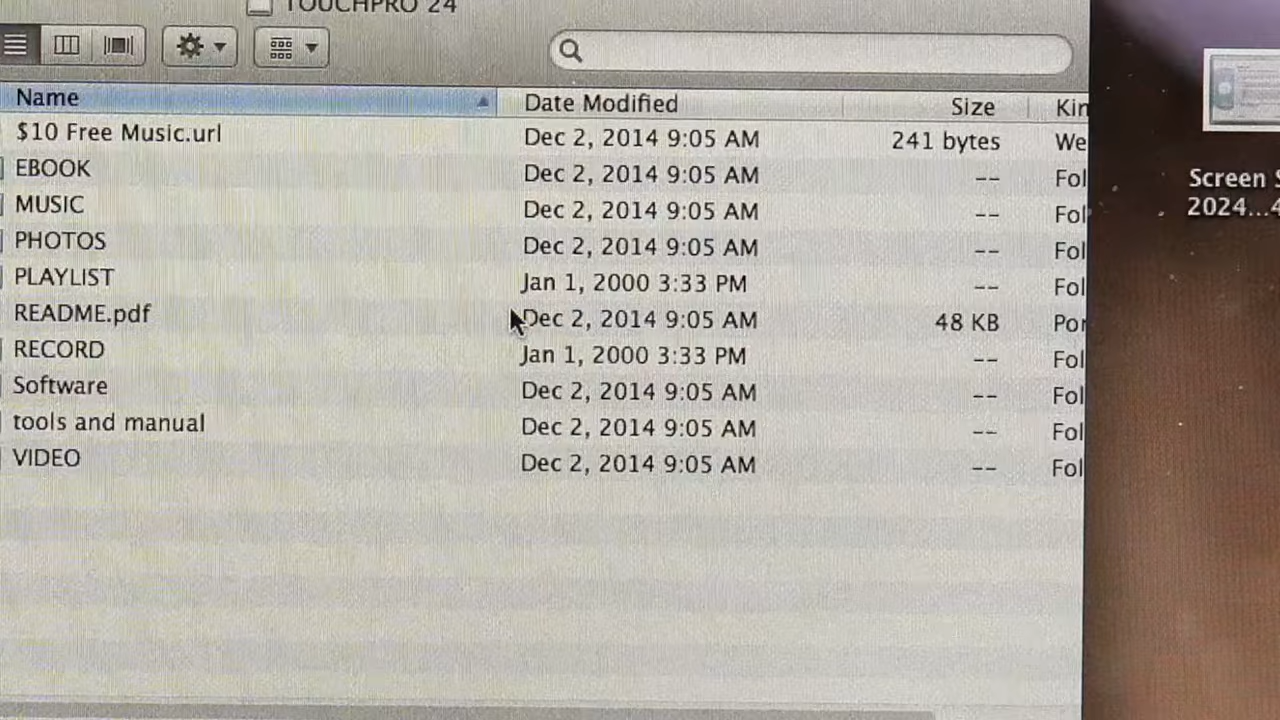 TOUCHPRO 24
Name Date Modified Size Kin
$10 Free Music.url Dec 2, 2014 9:05 AM 241 bytes We
EBOOK Dec 2, 2014 9:05 AM -- Fol
MUSIC Dec 2, 2014 9:05 AM -- Fol
PHOTOS Dec 2, 2014 9:05 AM -- Fol
PLAYLIST Jan 1, 2000 3:33 PM -- Fol
README.pdf Dec 2, 2014 9:05 AM 48 KB Por
RECORD Jan 1, 2000 3:33 PM -- Fol
Software Dec 2, 2014 9:05 AM -- Fol
tools and manual Dec 2, 2014 9:05 AM -- Fol
VIDEO Dec 2, 2014 9:05 AM -- Fol
Screen S
2024...4